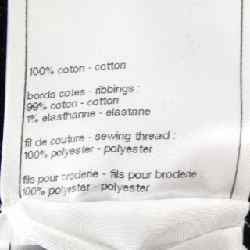 100% coton - cotton
bords cotes - ribbings :
99% coton - cotton
1% elasthanne - elastane
fil de couture - sewing thread :
100% polyester - polyester
fils pour broderie - fils pour broderie :
100% polyester - polyester